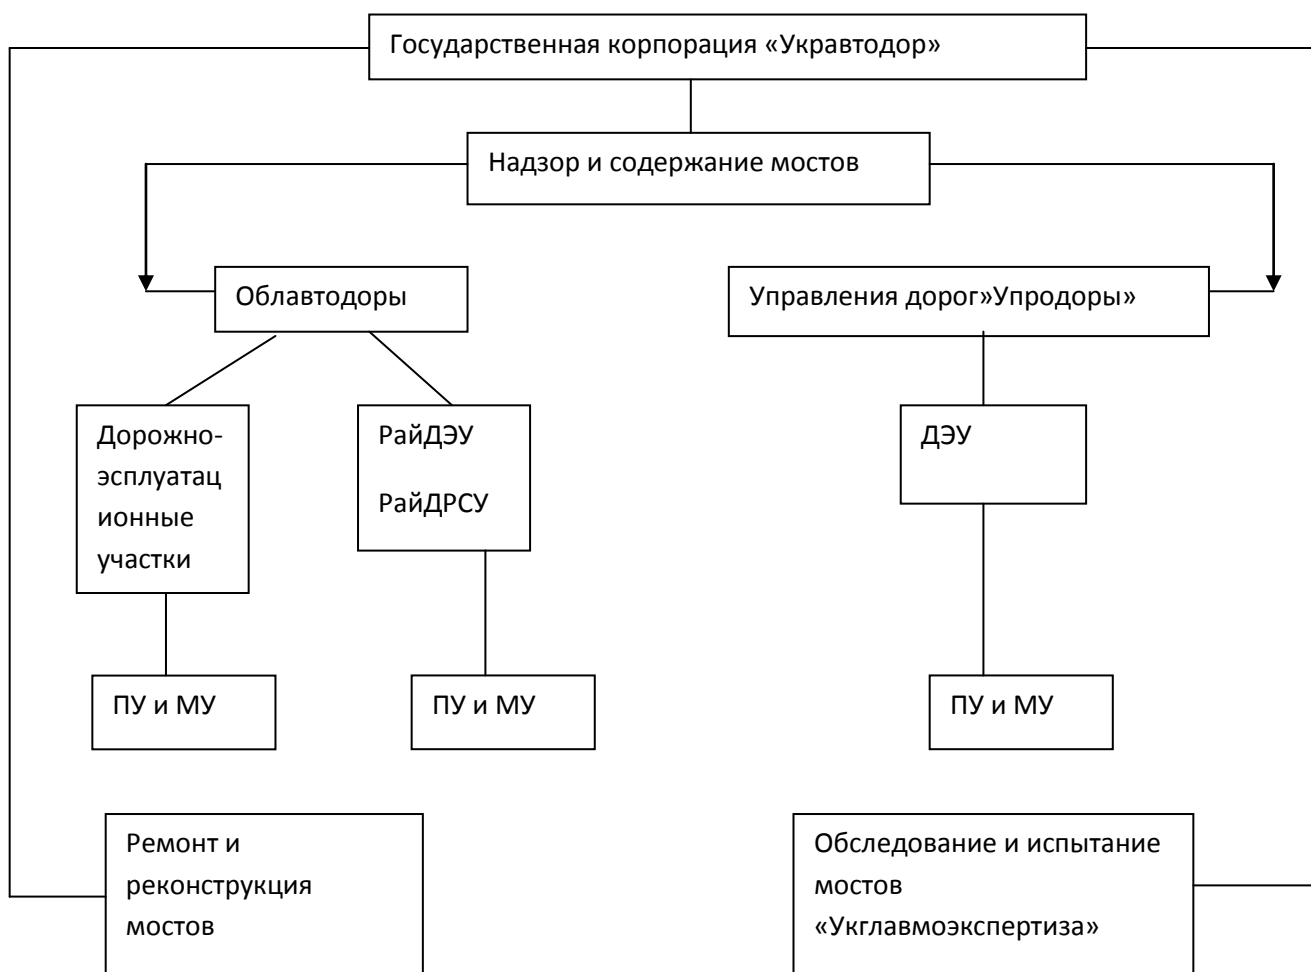 Государственная корпорация «Укравтодор»
Надзор и содержание мостов
Облавтодоры
Управления дорог»Упродоры»
Дорожно-
эсплуатац
ионные
участки
РайДЭУ
РайДРСУ
ДЭУ
ПУ и МУ
ПУ и МУ
ПУ и МУ
Ремонт и
реконструкция
мостов
Обследование и испытание
мостов
«Укглавмоэкспертиза»